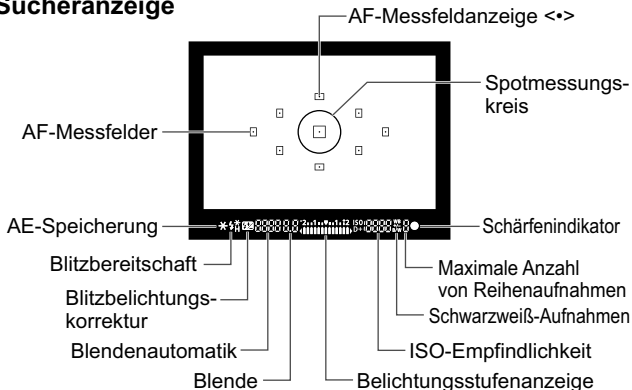 Sucheranzeige
AF-Messfeldanzeige <•>
Spotmessungs-
kreis
AF-Messfelder
AE-Speicherung
Schärfenindikator
Blitzbereitschaft
Maximale Anzahl
von Reihenaufnahmen
Blitzbelichtungs-
korrektur
Schwarzweiß-Aufnahmen
Blendenautomatik
ISO-Empfindlichkeit
Blende
Belichtungsstufenanzeige